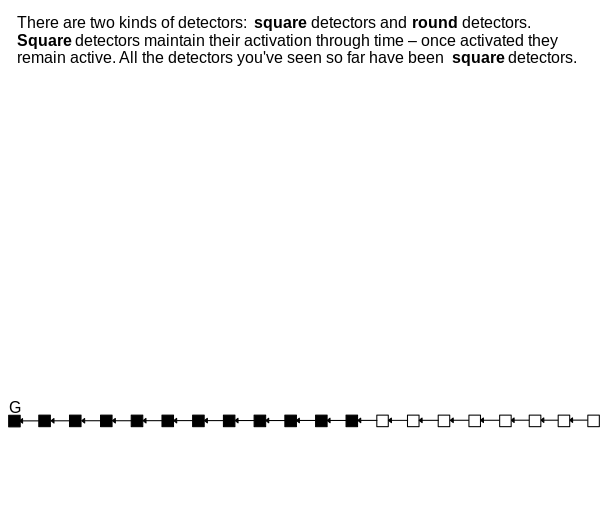 There are two kinds of detectors: square detectors and round detectors.
Square detectors maintain their activation through time – once activated they
remain active. All the detectors you've seen so far have been square detectors.
G